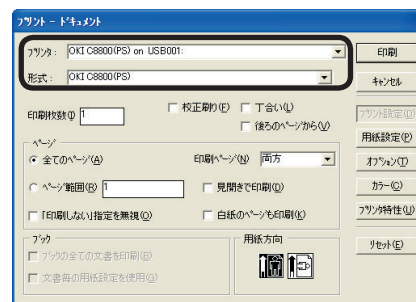 プリント - ドキュメント
プリンタ： OKI C8800(PS) on USB001:
形式： OKI C8800(PS)
印刷枚数(I) 1
校正刷り(F)
丁合い(L)
後ろのページから(V)
ページ
全てのページ(A)
印刷ページ(N) 両方
ページ範囲(R) 1
見開きで印刷(D)
「印刷しない」指定を無視(Q)
白紙のページも印刷(K)
ブック
ブックの全ての文書を印刷(B)
文書毎の用紙設定を使用(G)
用紙方向
印刷
キャンセル
プリント設定(D)
用紙設定(P)
オプション(T)
カラー(C)
プリンタ特性(U)
リセット(E)